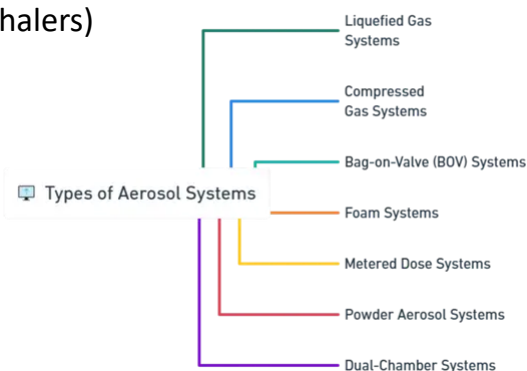 halers)
Liquefied Gas
Systems
Compressed
Gas Systems
Bag-on-Valve (BOV) Systems
Types of Aerosol Systems
Foam Systems
Metered Dose Systems
Powder Aerosol Systems
Dual-Chamber Systems